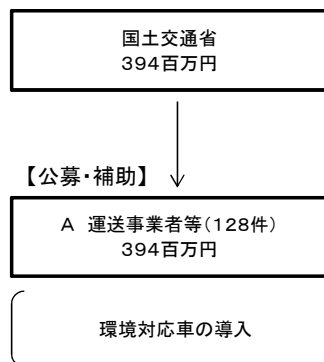 国土交通省
394百万円
【公募・補助】
A 運送事業者等(128件)
394百万円
環境対応車の導入